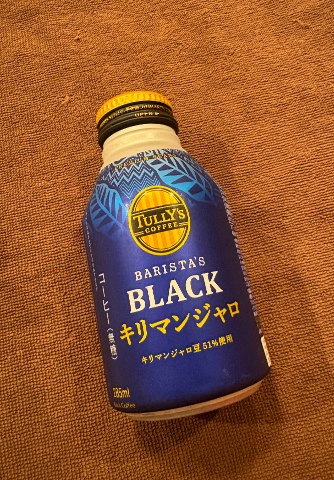 OPEN
TULLY'S
COFFEE
BARISTA'S
BLACK
キリマンジャロ
キリマンジャロ豆51%使用
コーヒー(無糖)
285ml